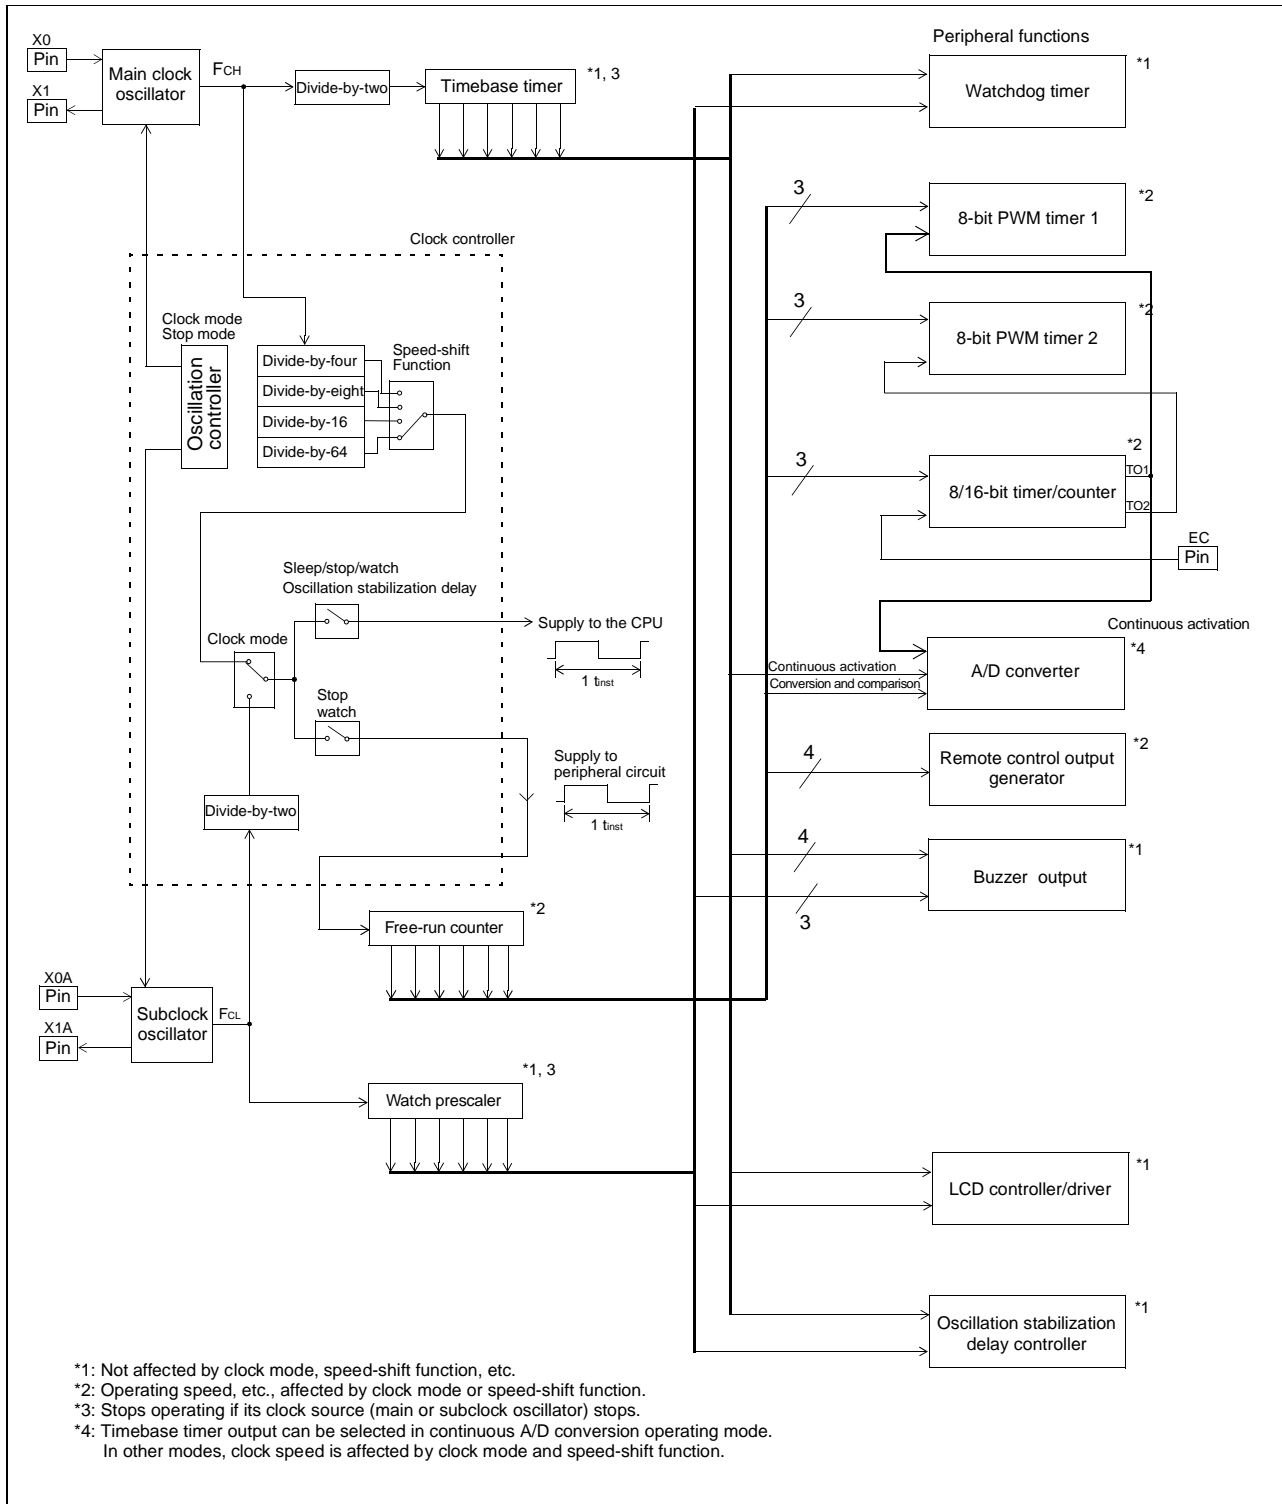 X0
Pin
X1
Pin
Main clock
oscillator
FCH
Divide-by-two
Timebase timer
*1, 3
Peripheral functions
Watchdog timer
*1
3
8-bit PWM timer 1
*2
Clock controller
Clock mode
Stop mode
Oscillation
controller
Divide-by-four
Divide-by-eight
Divide-by-16
Divide-by-64
Speed-shift
Function
3
8-bit PWM timer 2
*2
3
8/16-bit timer/counter
*2
TO1
TO2
EC
Pin
Sleep/stop/watch
Oscillation stabilization delay
Supply to the CPU
1 tinst
Clock mode
Stop
watch
Supply to
peripheral circuit
1 tinst
Divide-by-two
Continuous activation
Continuous activation
Conversion and comparison
A/D converter
*4
4
Remote control output
generator
*2
4
3
Buzzer output
*1
Free-run counter
*2
X0A
Pin
X1A
Pin
Subclock
oscillator
FCL
Watch prescaler
*1, 3
LCD controller/driver
*1
Oscillation stabilization
delay controller
*1
*1: Not affected by clock mode, speed-shift function, etc.
*2: Operating speed, etc., affected by clock mode or speed-shift function.
*3: Stops operating if its clock source (main or subclock oscillator) stops.
*4: Timebase timer output can be selected in continuous A/D conversion operating mode.
In other modes, clock speed is affected by clock mode and speed-shift function.